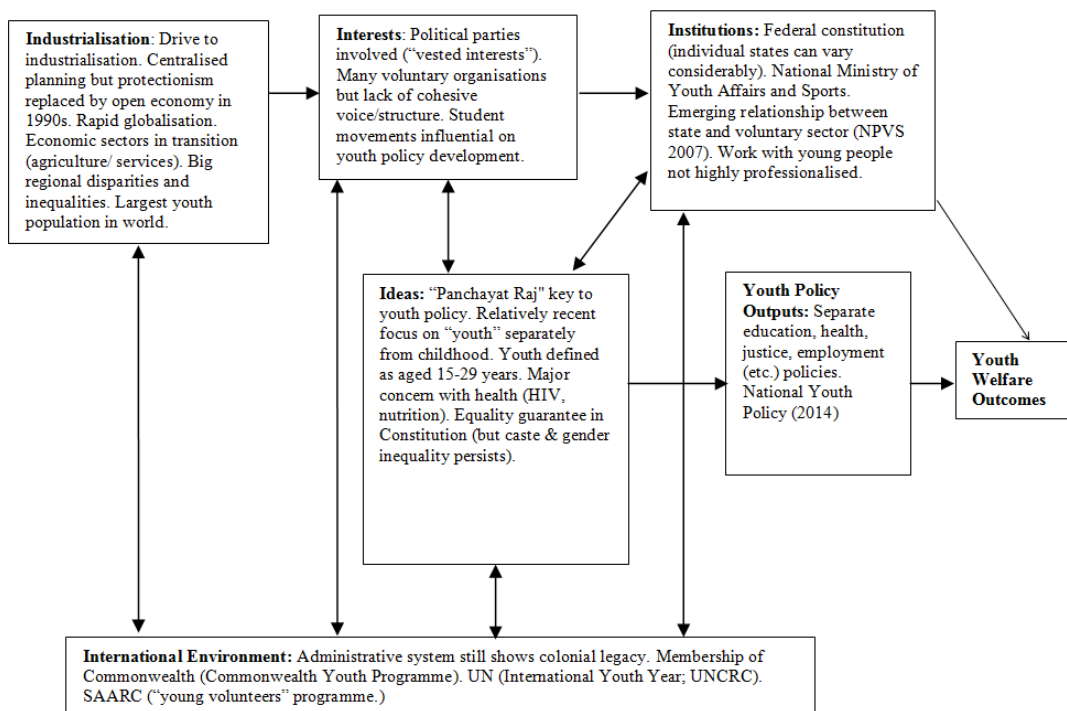 Industrialisation: Drive to
industrialisation. Centralised
planning but protectionism
replaced by open economy in
1990s. Rapid globalisation.
Economic sectors in transition
(agriculture/ services). Big
regional disparities and
inequalities. Largest youth
population in world.
Interests: Political parties
involved (“vested interests”).
Many voluntary organisations
but lack of cohesive
voice/structure. Student
movements influential on
youth policy development.
Institutions: Federal constitution
(individual states can vary
considerably). National Ministry of
Youth Affairs and Sports.
Emerging relationship between
state and voluntary sector (NPVS
2007). Work with young people
not highly professionalised.
Ideas: “Panchayat Raj" key to
youth policy. Relatively recent
focus on “youth” separately
from childhood. Youth defined
as aged 15-29 years. Major
concern with health (HIV,
nutrition). Equality guarantee in
Constitution (but caste & gender
inequality persists).
Youth Policy
Outputs: Separate
education, health,
justice, employment
(etc.) policies.
National Youth
Policy (2014)
Youth
Welfare
Outcomes
International Environment: Administrative system still shows colonial legacy. Membership of
Commonwealth (Commonwealth Youth Programme). UN (International Youth Year; UNCRC).
SAARC (“young volunteers” programme.)